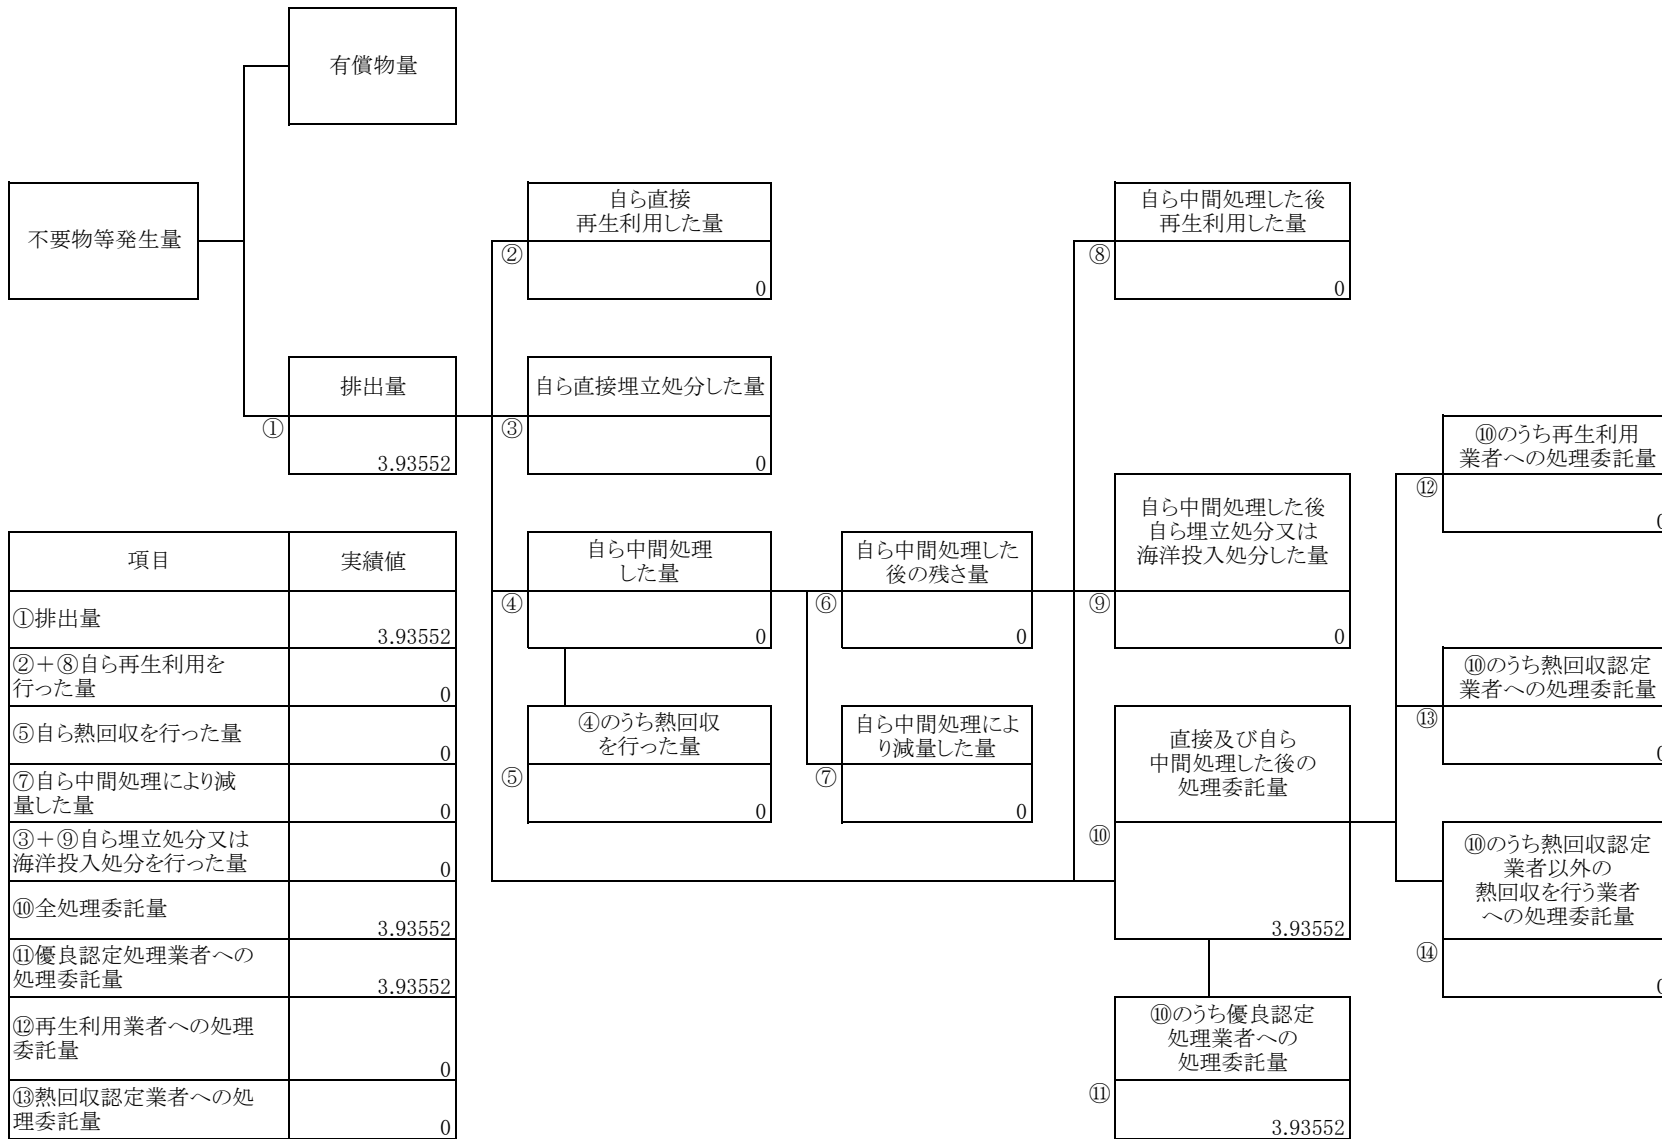 有償物量
不要物等発生量
自ら直接
再生利用した量
②
0
自ら中間処理した後
再生利用した量
⑧
0
排出量
①
3.93552
自ら直接埋立処分した量
③
0
⑩のうち再生利用
業者への処理委託量
⑫
0
自ら中間処理
した量
④
0
自ら中間処理した
後の残さ量
⑥
0
自ら中間処理した後
自ら埋立処分又は
海洋投入処分した量
⑨
0
⑩のうち熱回収認定
業者への処理委託量
⑬
0
④のうち熱回収
を行った量
⑤
0
自ら中間処理によ
り減量した量
⑦
0
直接及び自ら
中間処理した後の
処理委託量
⑩
3.93552
⑩のうち熱回収認定
業者以外の
熱回収を行う業者
への処理委託量
⑭
0
⑩のうち優良認定
処理業者への
処理委託量
⑪
3.93552
項目 実績値
①排出量
3.93552
②＋⑧自ら再生利用を
行った量
0
⑤自ら熱回収を行った量
0
⑦自ら中間処理により減
量した量
0
③＋⑨自ら埋立処分又は
海洋投入処分を行った量
0
⑩全処理委託量
3.93552
⑪優良認定処理業者への
処理委託量
3.93552
⑫再生利用業者への処理
委託量
0
⑬熱回収認定業者への処
理委託量
0